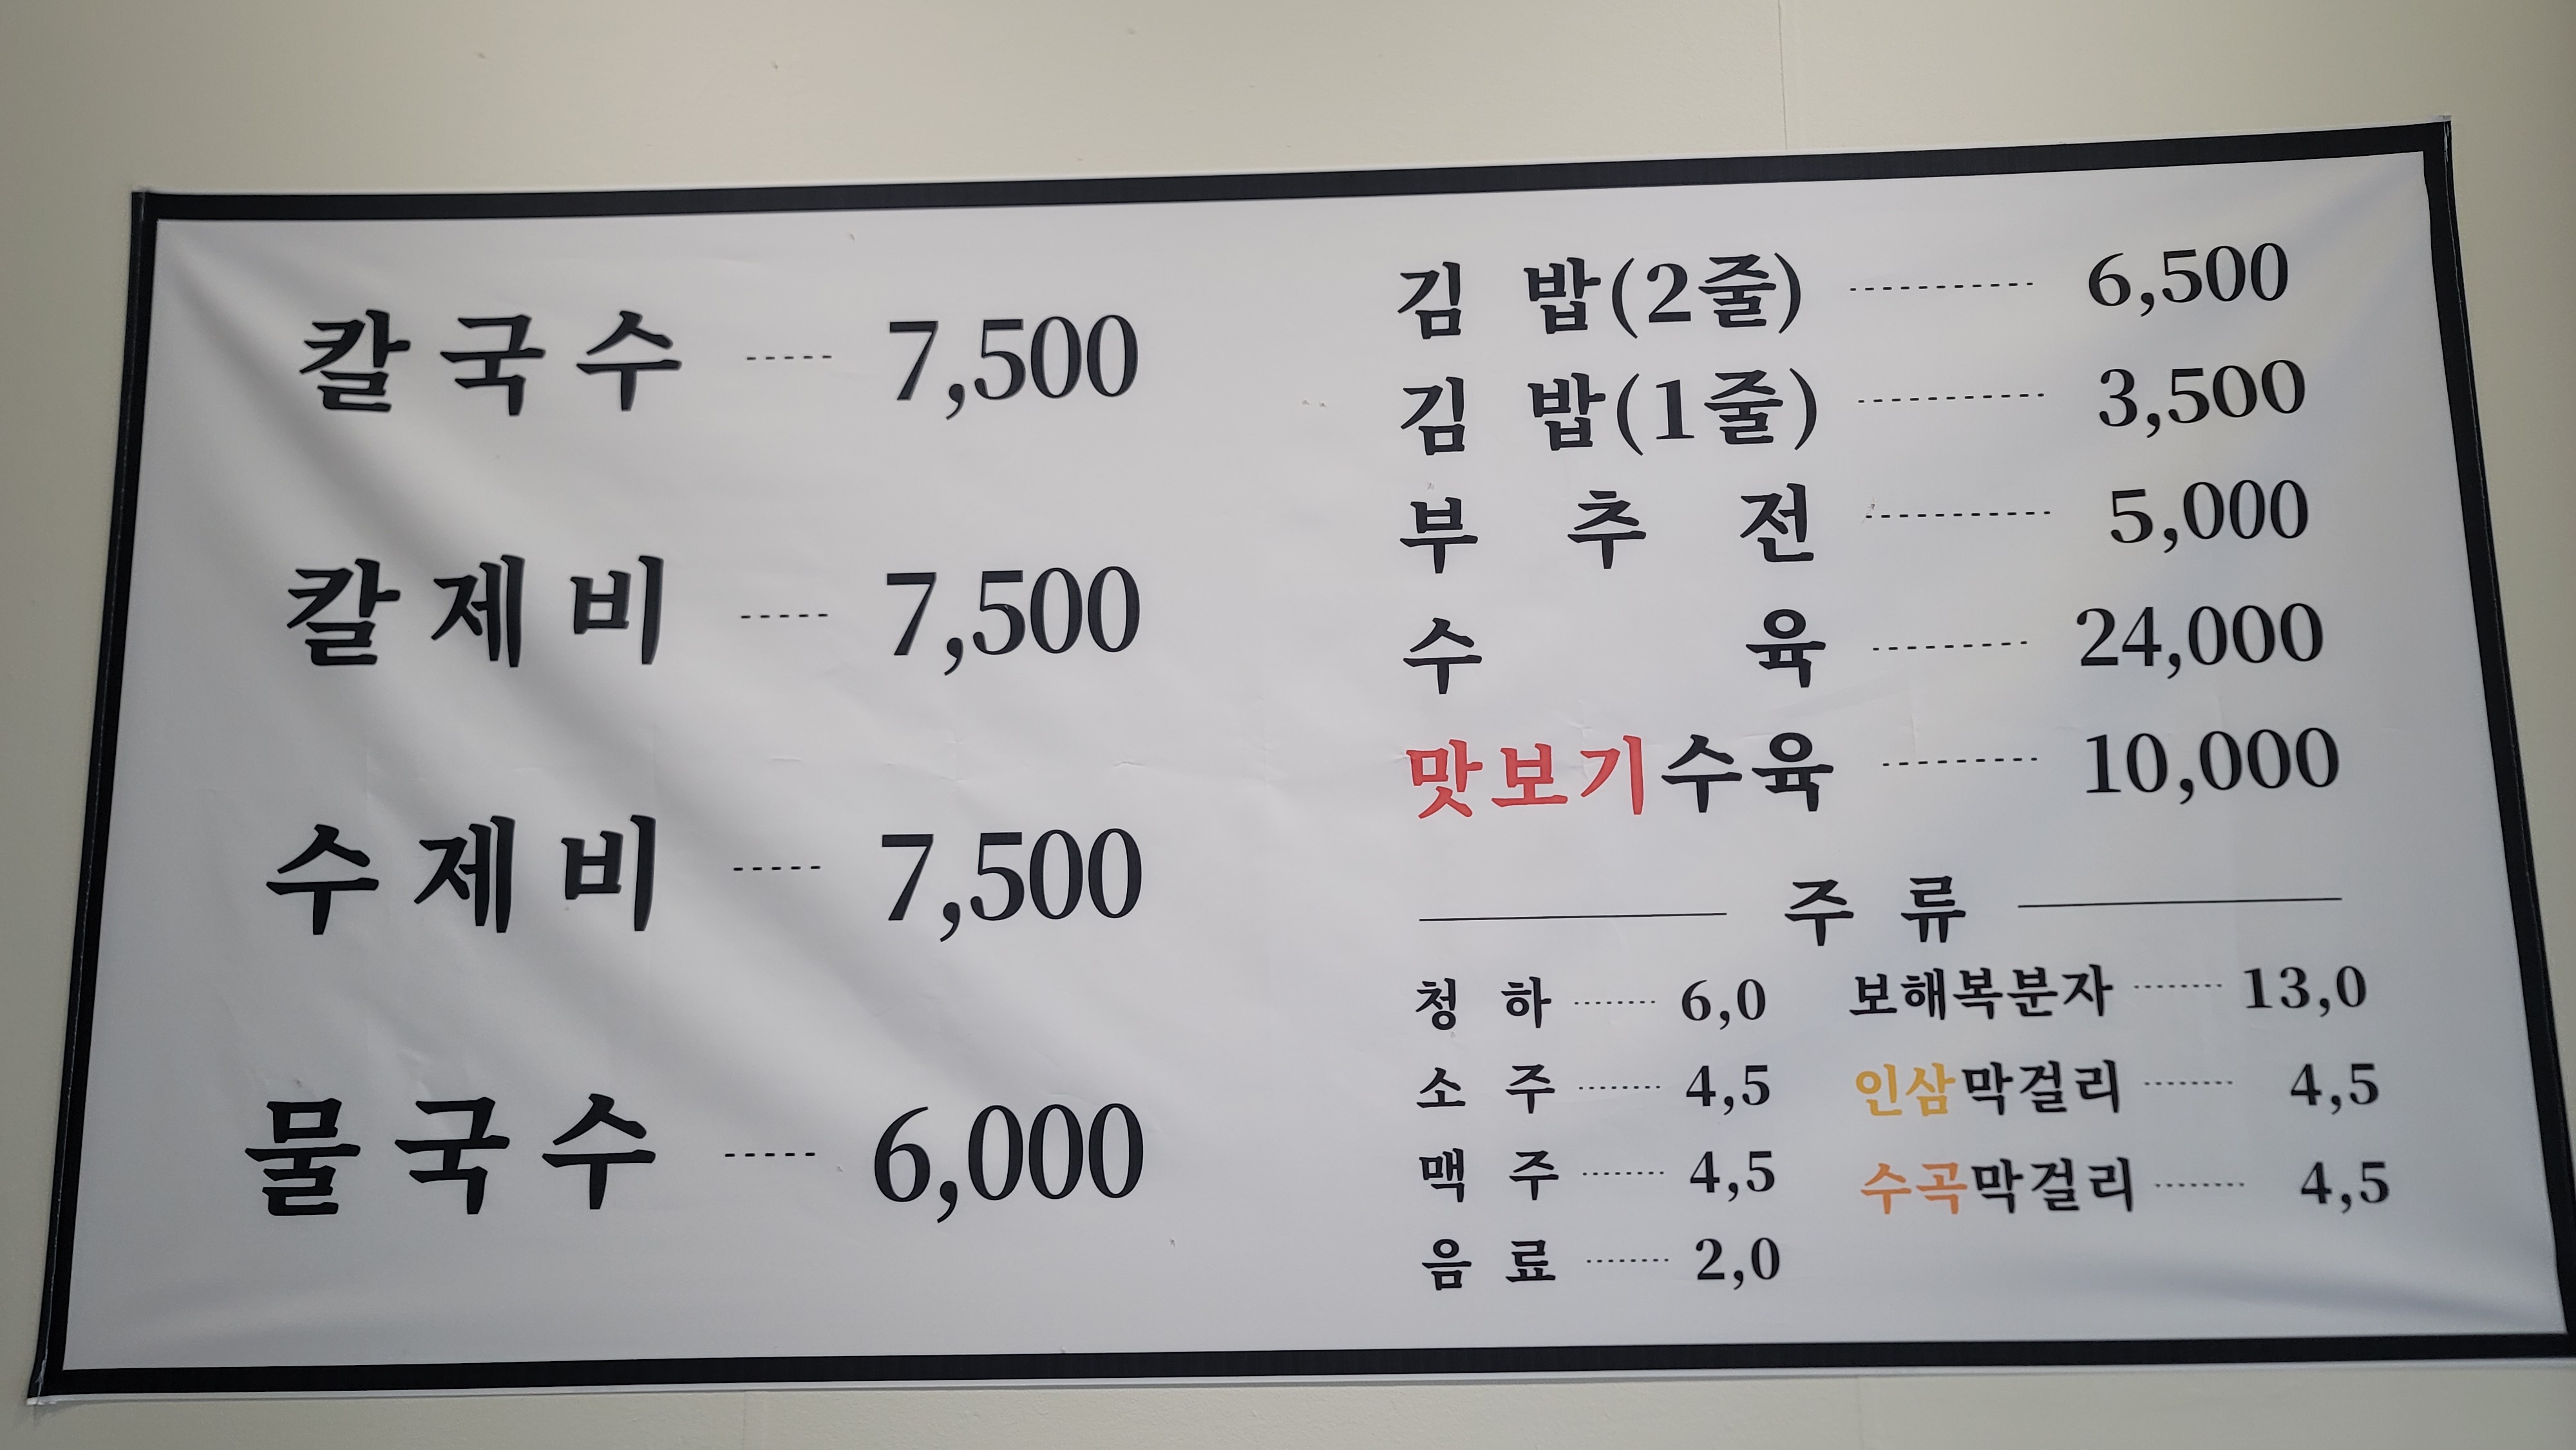 칼국수 ----- 7,500
칼제비 ----- 7,500
수제비 ----- 7,500
물국수 ----- 6,000
김 밥(2줄) ----------- 6,500
김 밥(1줄) ----------- 3,500
부 추 전 ----------- 5,000
수 육 --------- 24,000
맛보기수육 --------- 10,000
주 류
청 하 -------- 6,0
소 주 -------- 4,5
맥 주 -------- 4,5
음 료 -------- 2,0
보해복분자 -------- 13,0
인삼막걸리 -------- 4,5
수곡막걸리 -------- 4,5